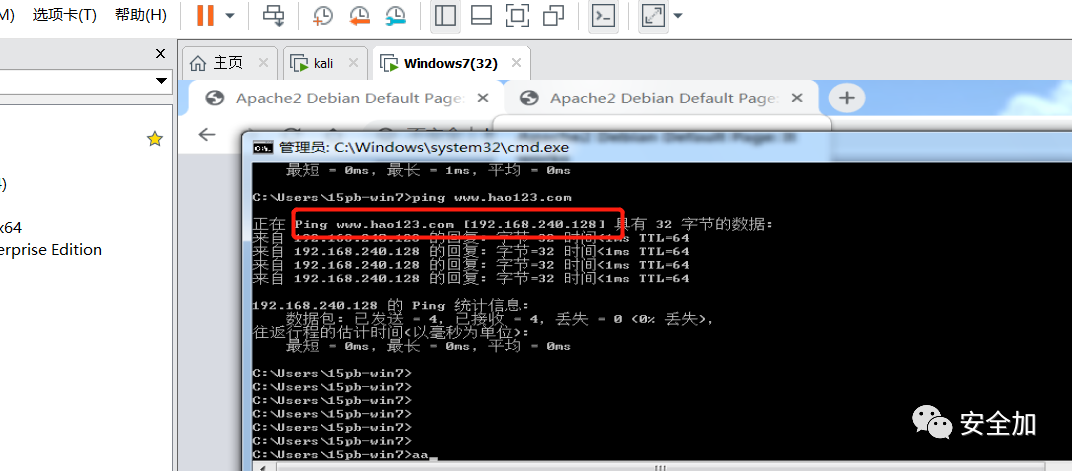 M) 选项卡(T) 帮助(H)
主页 kali Windows7(32)
Apache2 Debian Default Page: Apache2 Debian Default Page:
4)
x64
erprise Edition
管理员: C:\Windows\system32\cmd.exe
最短 = 0ms, 最长 = 1ms, 平均 = 0ms
C:\Users\15pb-win7>ping www.hao123.com
正在 Ping www.hao123.com [192.168.240.128] 具有 32 字节的数据:
来自 192.168.240.128 的回复: 字节=32 时间<1ms TTL=64
来自 192.168.240.128 的回复: 字节=32 时间<1ms TTL=64
来自 192.168.240.128 的回复: 字节=32 时间<1ms TTL=64
来自 192.168.240.128 的回复: 字节=32 时间<1ms TTL=64
192.168.240.128 的 Ping 统计信息:
数据包: 已发送 = 4, 已接收 = 4, 丢失 = 0 (0% 丢失),
往返行程的估计时间(以毫秒为单位):
最短 = 0ms, 最长 = 0ms, 平均 = 0ms
C:\Users\15pb-win7>
C:\Users\15pb-win7>
C:\Users\15pb-win7>
C:\Users\15pb-win7>
C:\Users\15pb-win7>
C:\Users\15pb-win7>
C:\Users\15pb-win7>aa_
安全加